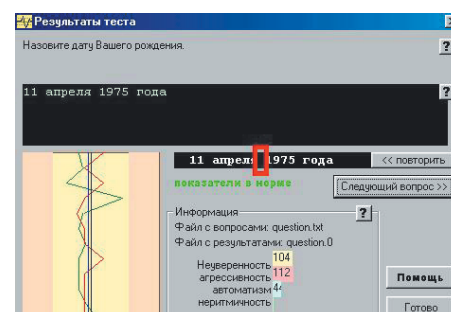 Результаты теста
Назовите дату Вашего рождения.
?
11 апреля 1975 года
?
11 апреля 1975 года
<< повторить
показатели в норме
Следующий вопрос >>
Информация
?
Файл с вопросами: question.txt
Файл с результатами: question.0
Неуверенность 104
агрессивность 112
автоматизм 44
неритмичность
Помощь
Готово